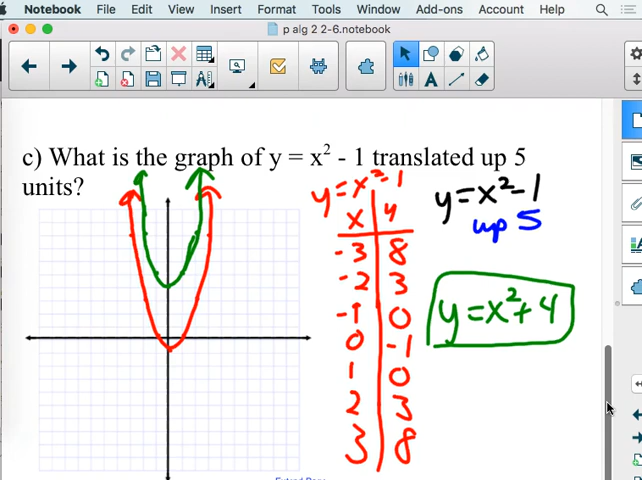 Notebook File Edit View Insert Format Tools Window Add-ons Account Help
p alg 2 2-6.notebook
c) What is the graph of y = x² - 1 translated up 5
units?
y = x² - 1
x | y
-3 | 8
-2 | 3
-1 | 0
0 | -1
1 | 0
2 | 3
3 | 8
y = x² - 1
up 5
y = x² + 4
Extend Page